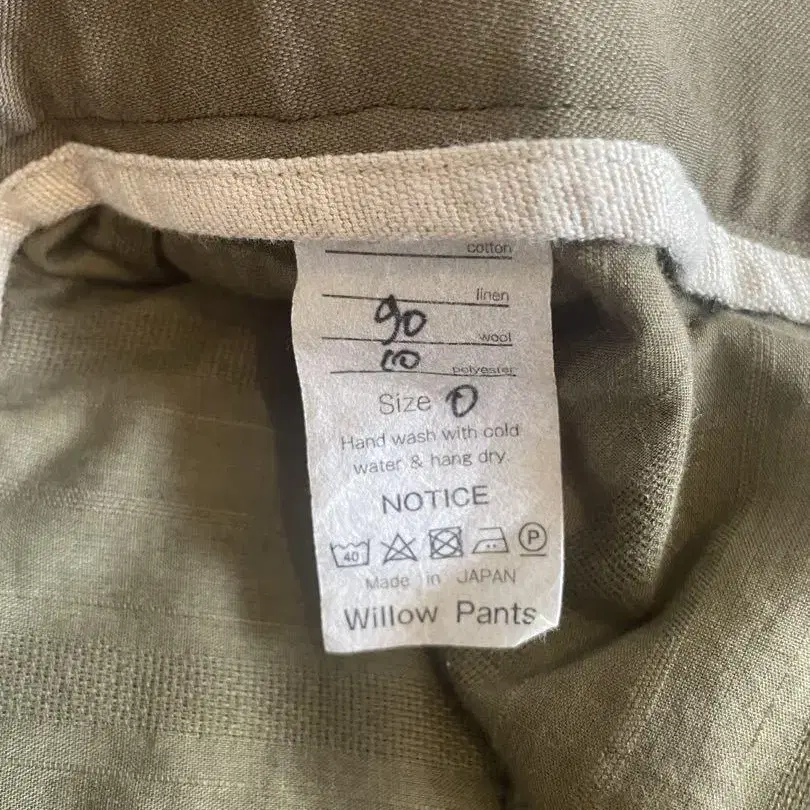 cotton
linen
90 wool
10 polyester
Size 0
Hand wash with cold
water & hang dry.
NOTICE
40 P
Made in JAPAN
Willow Pants